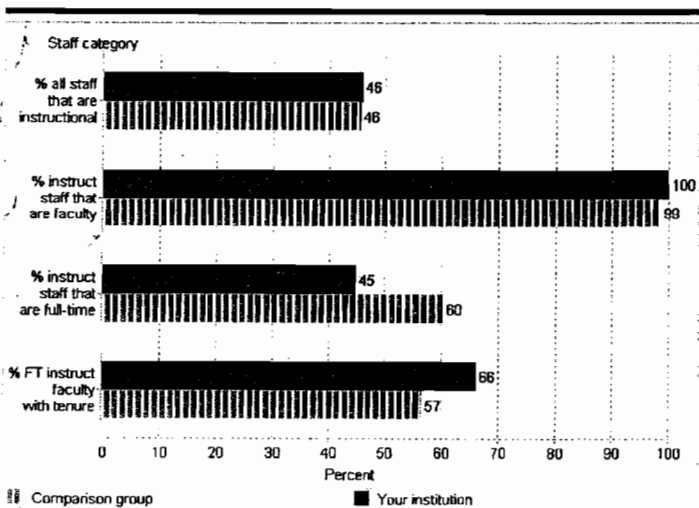 Staff category
% all staff
that are
instructional
46
46
% instruct
staff that
are faculty
100
% instruct
staff that
are full-time
45
60
% FT instruct
faculty
with tenure
66
57
0 10 20 30 40 50 60 70 80 90 100
Percent
Comparison group
Your institution